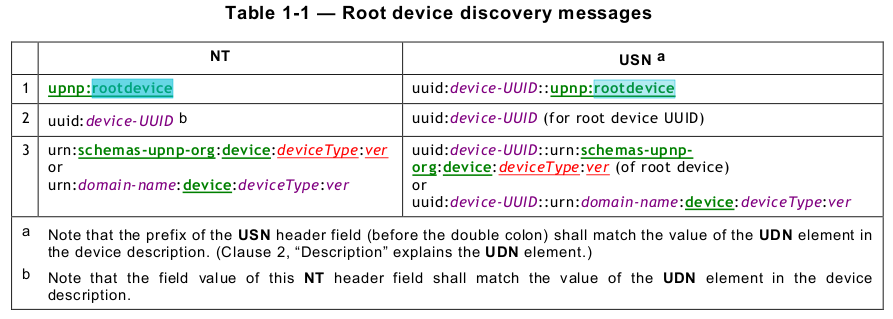 Table 1-1 — Root device discovery messages
NT
USN a
1
upnp:rootdevice
uuid:device-UUID::upnp:rootdevice
2
uuid:device-UUID b
uuid:device-UUID (for root device UUID)
3
urn:schemas-upnp-org:device:deviceType:ver
or
urn:domain-name:device:deviceType:ver
uuid:device-UUID::urn:schemas-upnp-
org:device:deviceType:ver (of root device)
or
uuid:device-UUID::urn:domain-name:device:deviceType:ver
a Note that the prefix of the USN header field (before the double colon) shall match the value of the UDN element in
the device description. (Clause 2, “Description” explains the UDN element.)
b Note that the field value of this NT header field shall match the value of the UDN element in the device
description.